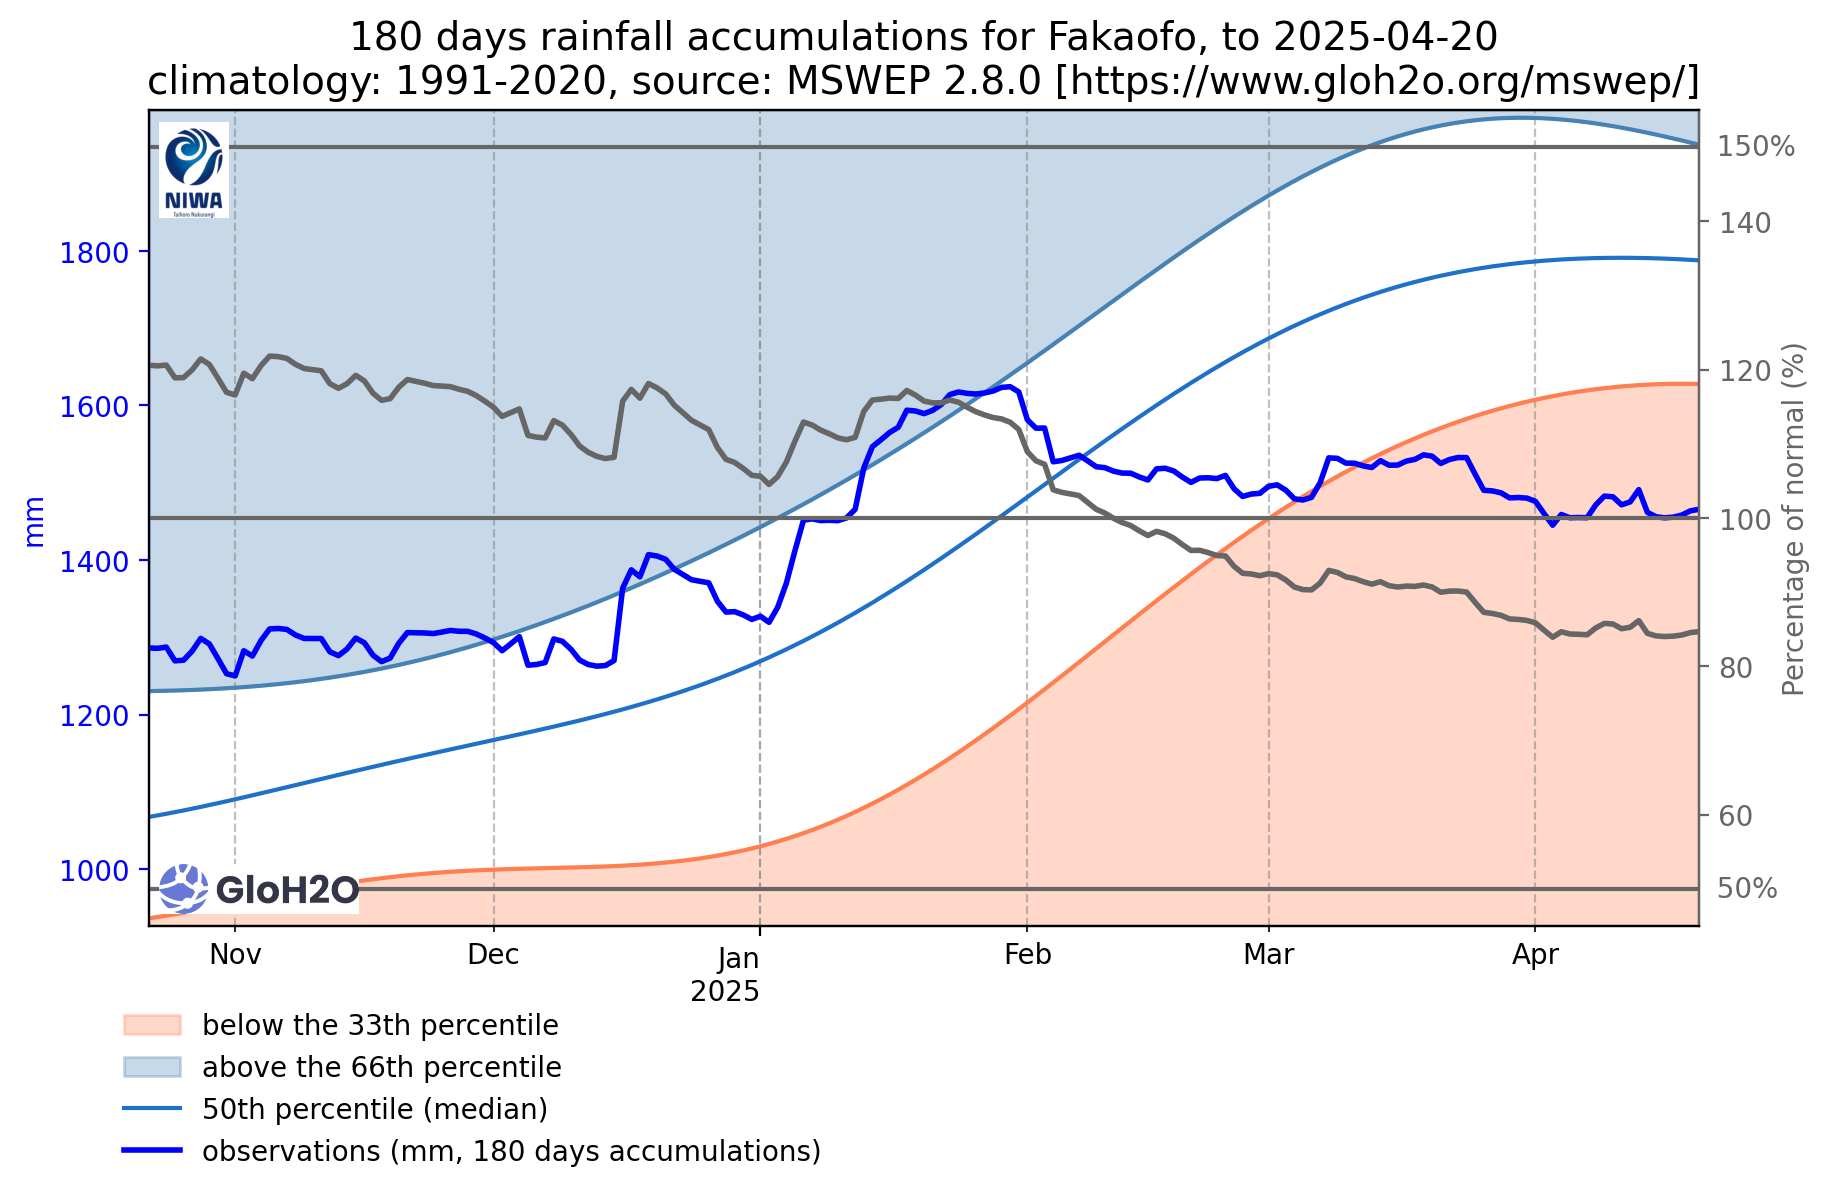 180 days rainfall accumulations for Fakaofo, to 2025-04-20
climatology: 1991-2020, source: MSWEP 2.8.0 [https://www.gloh2o.org/mswep/]
NIWA
Taihoro Nukurangi
150%
140
120
100
80
60
50%
Percentage of normal (%)
1800
1600
1400
1200
1000
mm
GloH2O
Nov
Dec
Jan
2025
Feb
Mar
Apr
below the 33th percentile
above the 66th percentile
50th percentile (median)
observations (mm, 180 days accumulations)